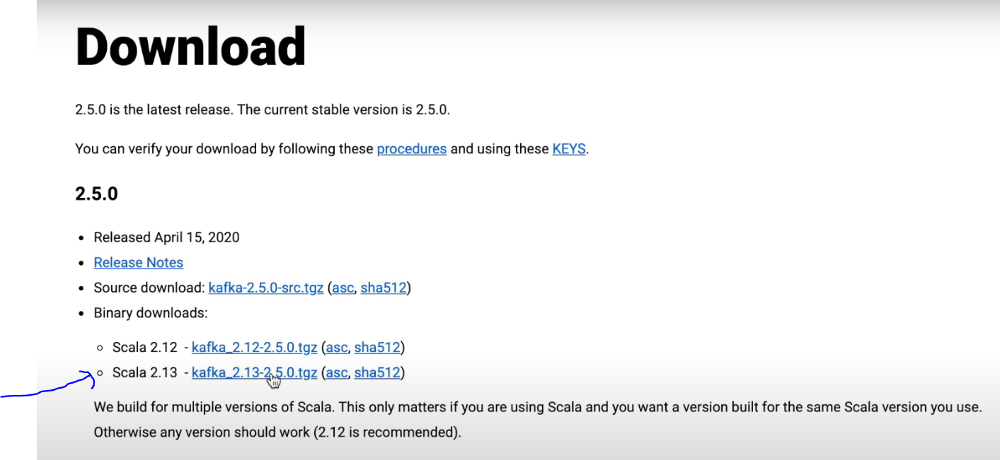 Download
2.5.0 is the latest release. The current stable version is 2.5.0.
You can verify your download by following these procedures and using these KEYS.
2.5.0
• Released April 15, 2020
• Release Notes
• Source download: kafka-2.5.0-src.tgz (asc, sha512)
• Binary downloads:
◦ Scala 2.12 - kafka_2.12-2.5.0.tgz (asc, sha512)
◦ Scala 2.13 - kafka_2.13-2.5.0.tgz (asc, sha512)
We build for multiple versions of Scala. This only matters if you are using Scala and you want a version built for the same Scala version you use.
Otherwise any version should work (2.12 is recommended).